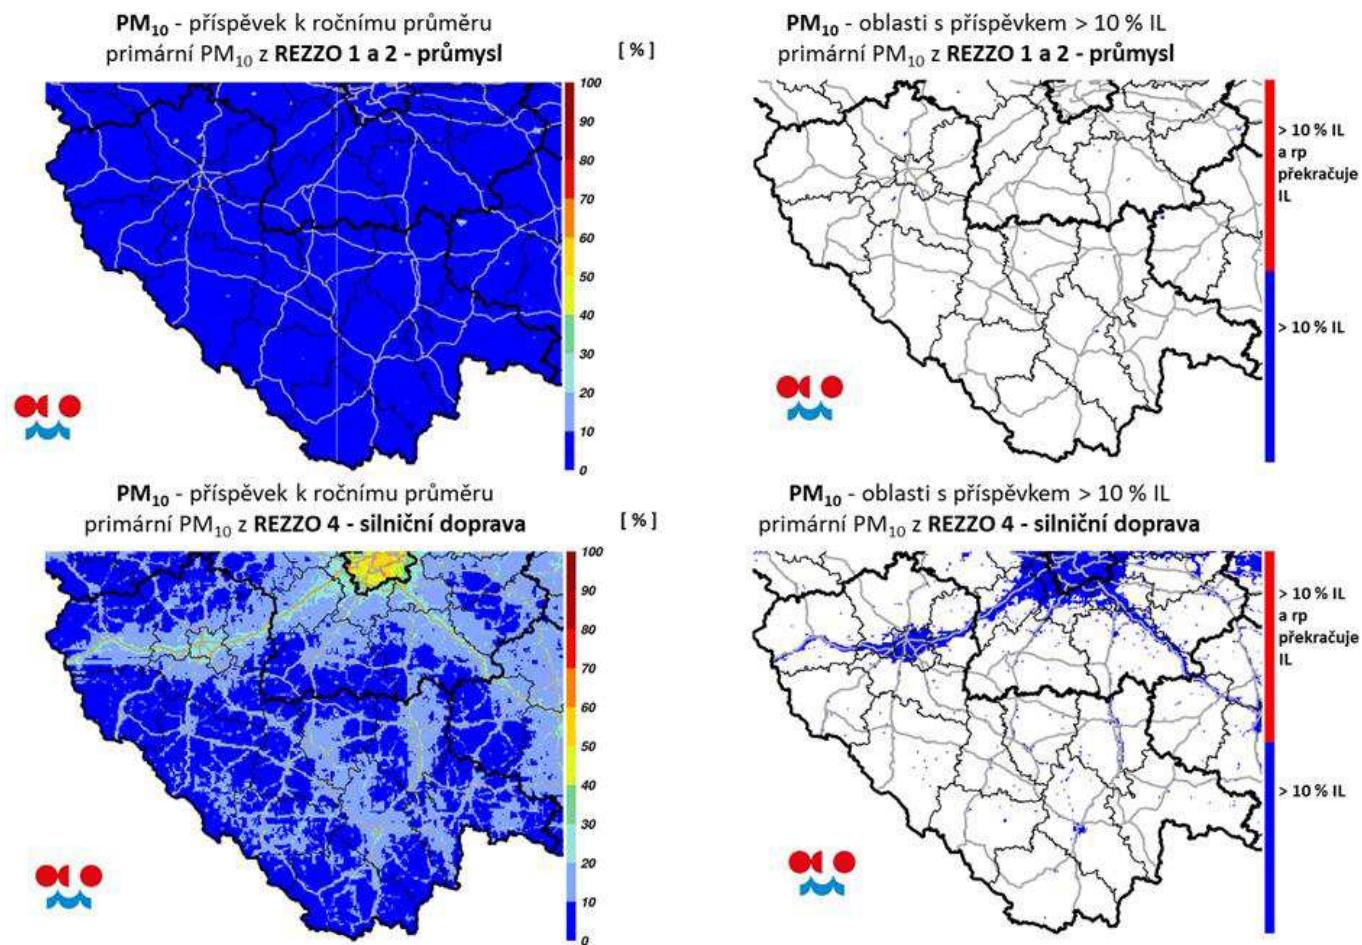 PM₁₀ - příspěvek k ročnímu průměru
primární PM₁₀ z REZZO 1 a 2 - průmysl
[ % ]
100
90
80
70
60
50
40
30
20
10
0
PM₁₀ - oblasti s příspěvkem > 10 % IL
primární PM₁₀ z REZZO 1 a 2 - průmysl
> 10 % IL
a rp
překračuje
IL
> 10 % IL
PM₁₀ - příspěvek k ročnímu průměru
primární PM₁₀ z REZZO 4 - silniční doprava
[ % ]
100
90
80
70
60
50
40
30
20
10
0
PM₁₀ - oblasti s příspěvkem > 10 % IL
primární PM₁₀ z REZZO 4 - silniční doprava
> 10 % IL
a rp
překračuje
IL
> 10 % IL